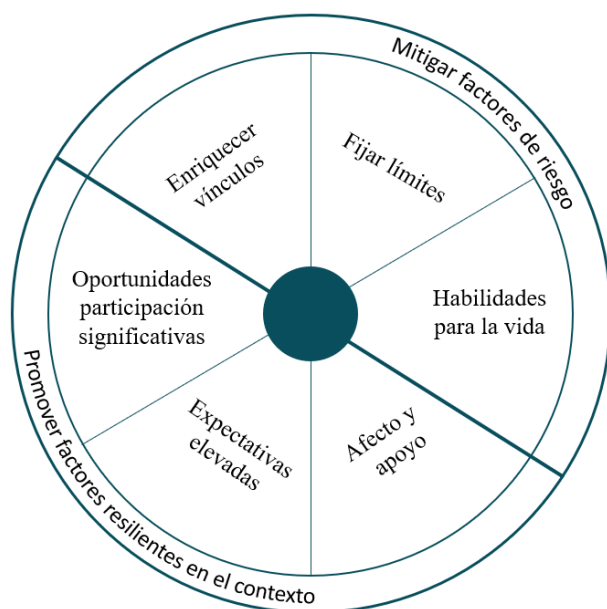 Mitigar factores de riesgo
Enriquecer
vínculos
Fijar límites
Habilidades
para la vida
Afecto y
apoyo
Expectativas
elevadas
Oportunidades
participación
significativas
Promover factores resilientes en el contexto